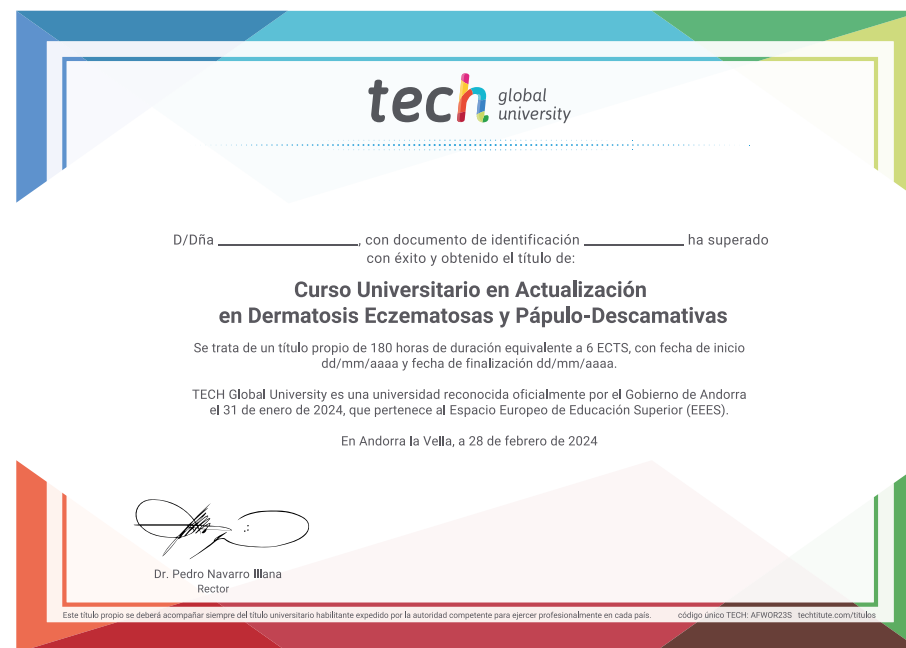 tech global university
D/Dña ____________________, con documento de identificación ______________ ha superado
con éxito y obtenido el título de:
Curso Universitario en Actualización
en Dermatosis Eczematosas y Pápulo-Descamativas
Se trata de un título propio de 180 horas de duración equivalente a 6 ECTS, con fecha de inicio
dd/mm/aaaa y fecha de finalización dd/mm/aaaa.
TECH Global University es una universidad reconocida oficialmente por el Gobierno de Andorra
el 31 de enero de 2024, que pertenece al Espacio Europeo de Educación Superior (EEES).
En Andorra la Vella, a 28 de febrero de 2024
Dr. Pedro Navarro Illana
Rector
Este título propio se deberá acompañar siempre del título universitario habilitante expedido por la autoridad competente para ejercer profesionalmente en cada país. código único TECH: AFWOR23S techtitute.com/titulos